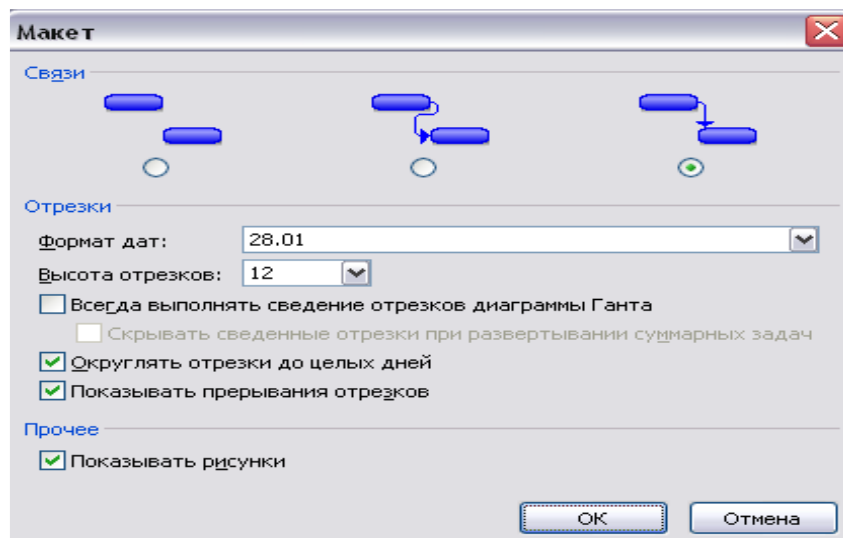 Макет
Связи
Отрезки
Формат дат: 28.01
Высота отрезков: 12
Всегда выполнять сведение отрезков диаграммы Ганта
Скрывать сведенные отрезки при развертывании суммарных задач
Округлять отрезки до целых дней
Показывать прерывания отрезков
Прочее
Показывать рисунки
ОК Отмена